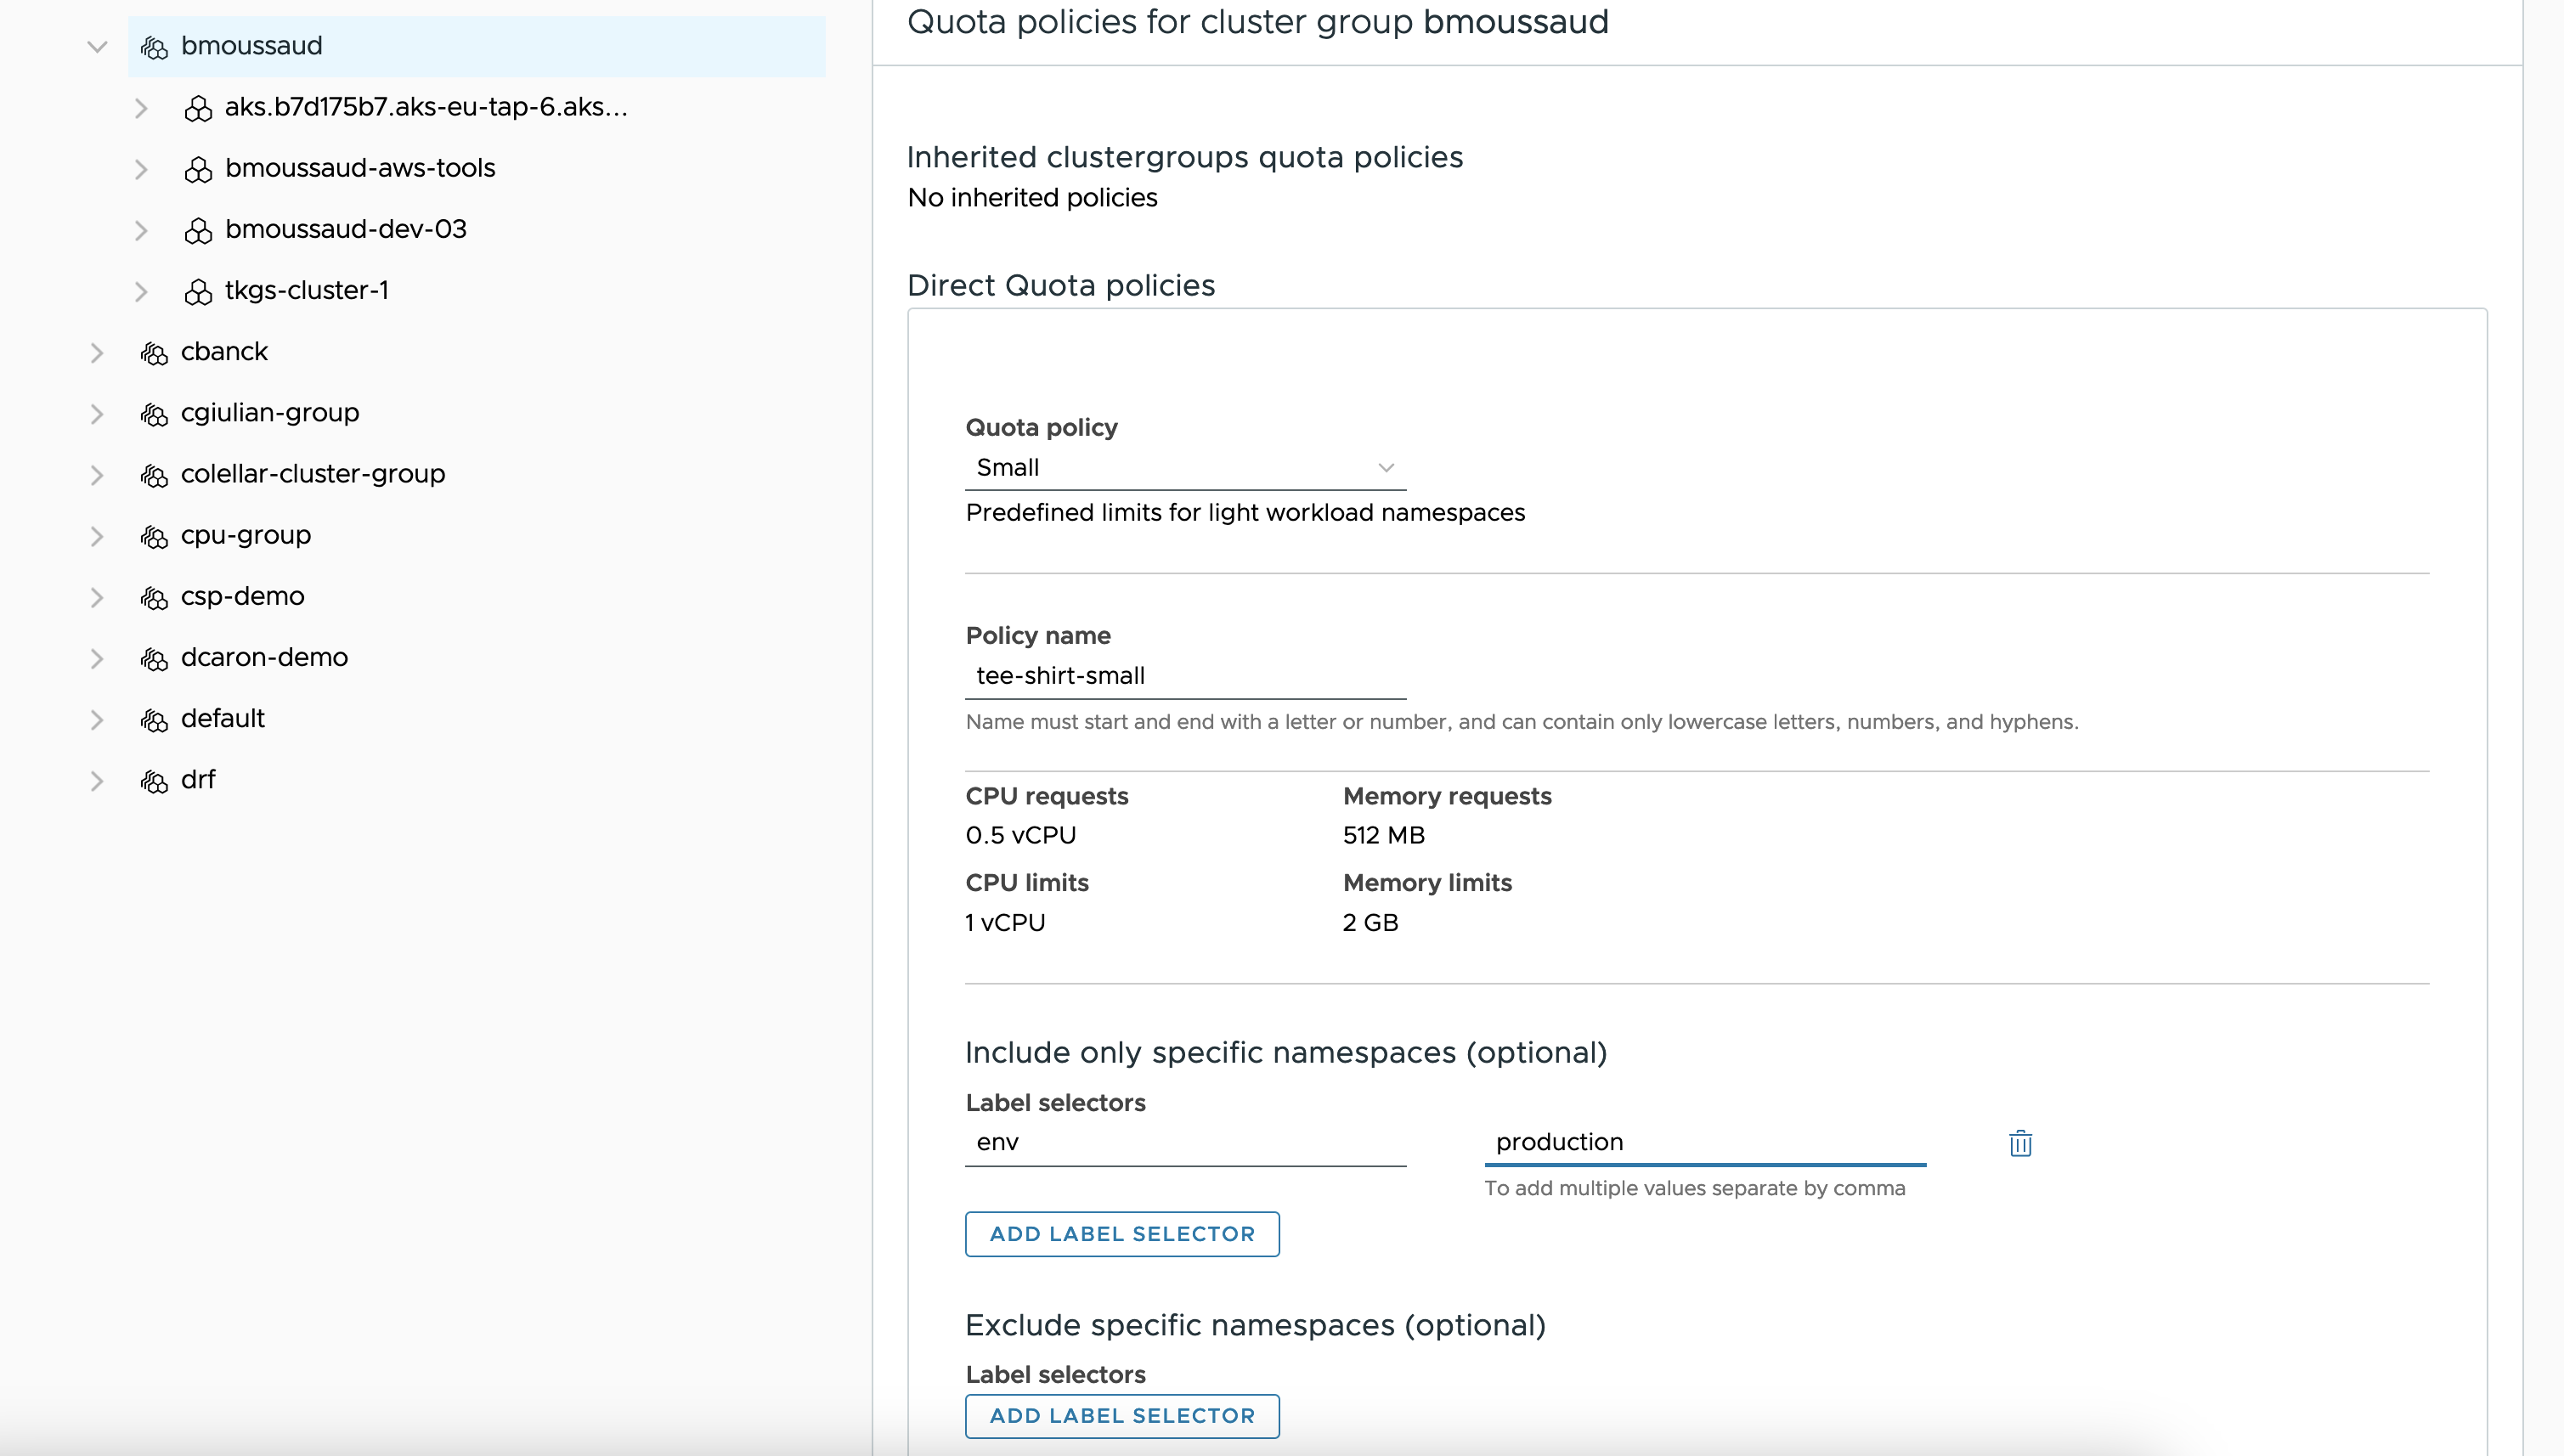 bmoussaud
aks.b7d175b7.aks-eu-tap-6.aks...
bmoussaud-aws-tools
bmoussaud-dev-03
tkgs-cluster-1
cbanck
cgiulian-group
colellar-cluster-group
cpu-group
csp-demo
dcaron-demo
default
drf
Quota policies for cluster group bmoussaud
Inherited clustergroups quota policies
No inherited policies
Direct Quota policies
Quota policy
Small
Predefined limits for light workload namespaces
Policy name
tee-shirt-small
Name must start and end with a letter or number, and can contain only lowercase letters, numbers, and hyphens.
CPU requests Memory requests
0.5 vCPU 512 MB
CPU limits Memory limits
1 vCPU 2 GB
Include only specific namespaces (optional)
Label selectors
env production
To add multiple values separate by comma
ADD LABEL SELECTOR
Exclude specific namespaces (optional)
Label selectors
ADD LABEL SELECTOR